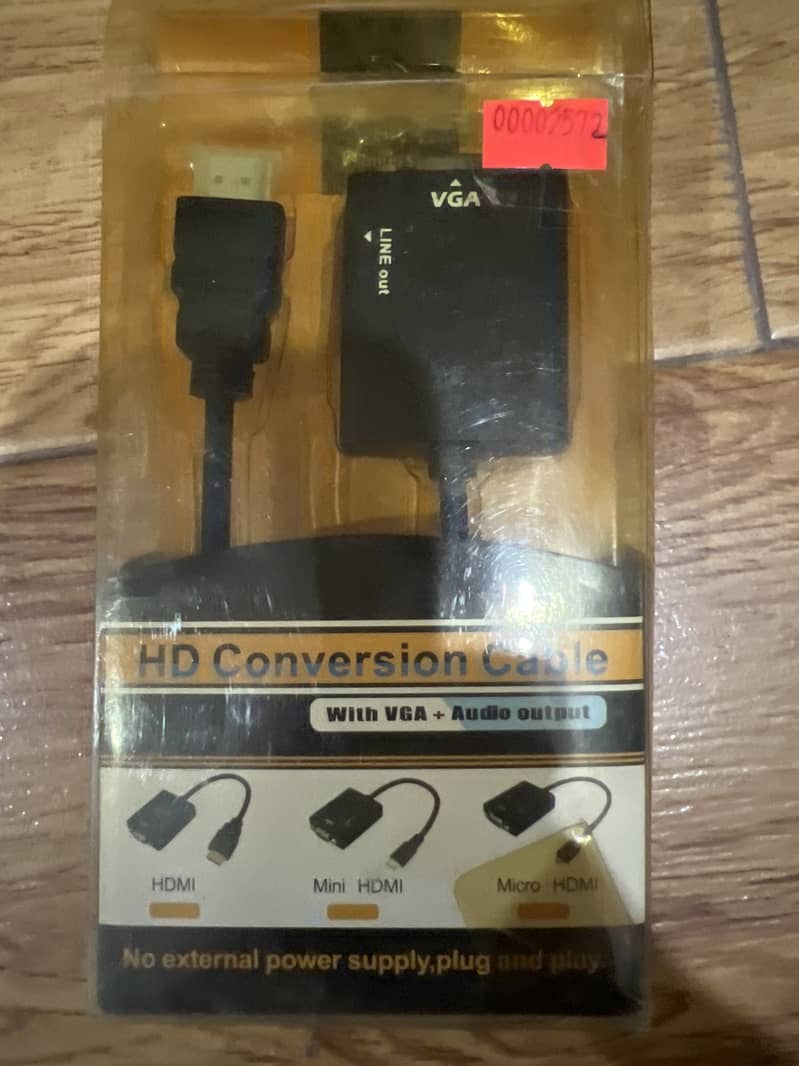 00002572
VGA
LINE out
HD Conversion Cable
With VGA + Audio output
HDMI
Mini HDMI
Micro HDMI
No external power supply,plug and play.